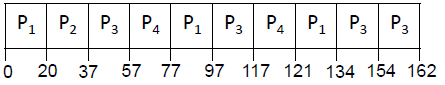 P₁ P₂ P₃ P₄ P₁ P₃ P₄ P₁ P₃ P₃
0 20 37 57 77 97 117 121 134 154 162